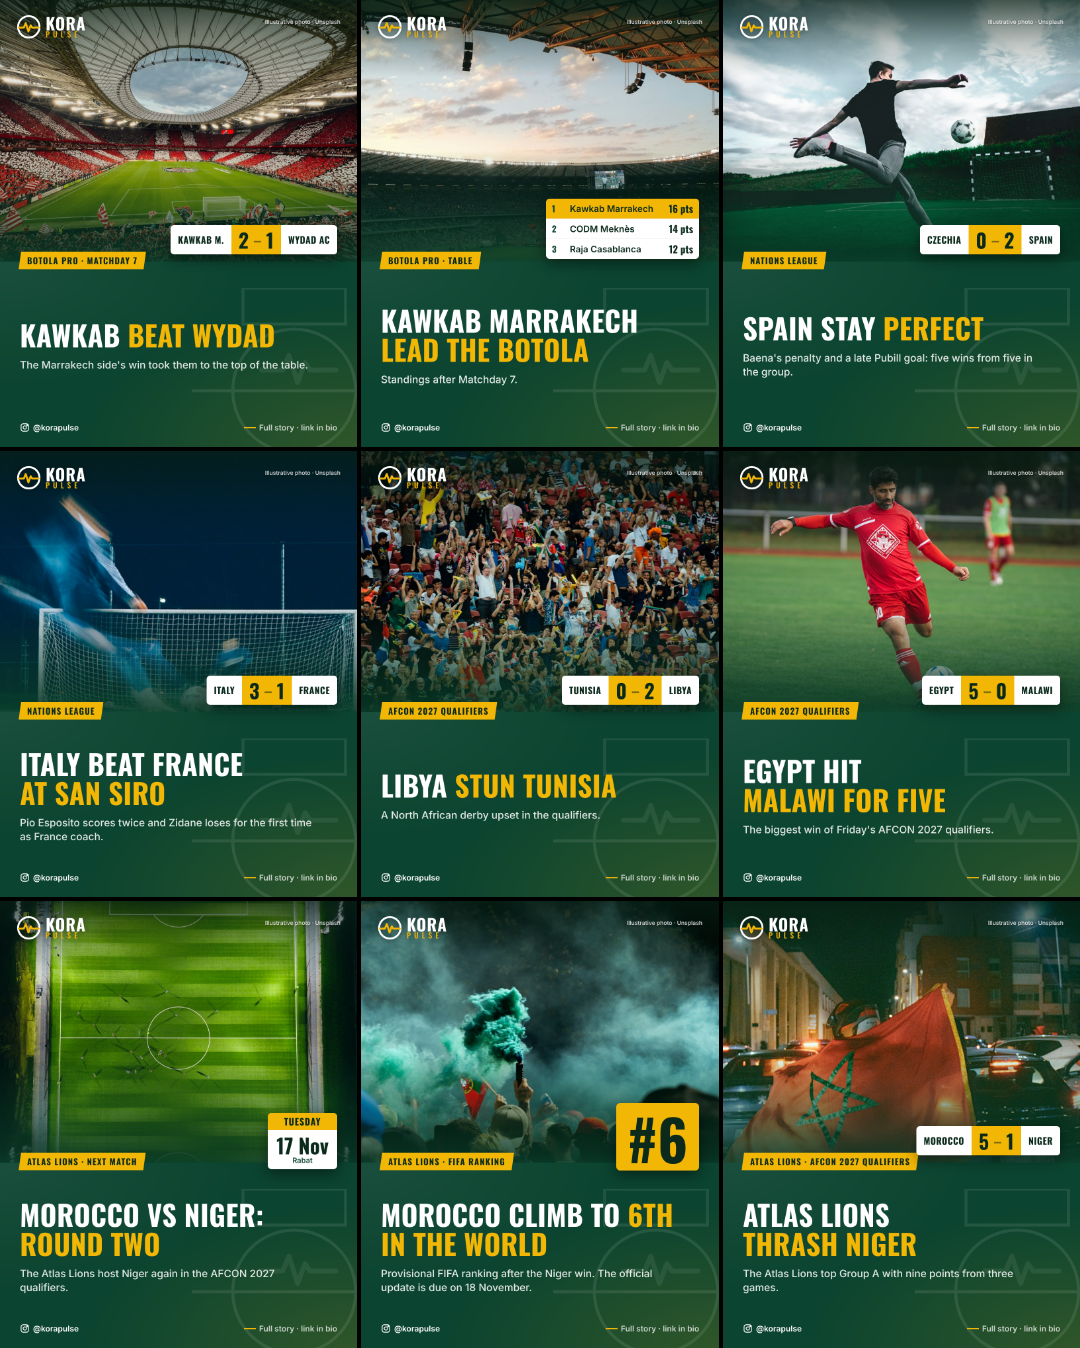 KORA
PULSE
Illustrative photo · Unsplash
KAWKAB M.
2 – 1
WYDAD AC
BOTOLA PRO · MATCHDAY 7
KAWKAB BEAT WYDAD
The Marrakech side's win took them to the top of the table.
@korapulse
Full story · link in bio
KORA
PULSE
Illustrative photo · Unsplash
1 Kawkab Marrakech 16 pts
2 CODM Meknès 14 pts
3 Raja Casablanca 12 pts
BOTOLA PRO · TABLE
KAWKAB MARRAKECH
LEAD THE BOTOLA
Standings after Matchday 7.
@korapulse
Full story · link in bio
KORA
PULSE
Illustrative photo · Unsplash
CZECHIA
0 – 2
SPAIN
NATIONS LEAGUE
SPAIN STAY PERFECT
Baena's penalty and a late Pubill goal: five wins from five in
the group.
@korapulse
Full story · link in bio
KORA
PULSE
Illustrative photo · Unsplash
ITALY
3 – 1
FRANCE
NATIONS LEAGUE
ITALY BEAT FRANCE
AT SAN SIRO
Pio Esposito scores twice and Zidane loses for the first time
as France coach.
@korapulse
Full story · link in bio
KORA
PULSE
Illustrative photo · Unsplash
TUNISIA
0 – 2
LIBYA
AFCON 2027 QUALIFIERS
LIBYA STUN TUNISIA
A North African derby upset in the qualifiers.
@korapulse
Full story · link in bio
KORA
PULSE
Illustrative photo · Unsplash
EGYPT
5 – 0
MALAWI
AFCON 2027 QUALIFIERS
EGYPT HIT
MALAWI FOR FIVE
The biggest win of Friday's AFCON 2027 qualifiers.
@korapulse
Full story · link in bio
KORA
PULSE
Illustrative photo · Unsplash
TUESDAY
17 Nov
Rabat
ATLAS LIONS · NEXT MATCH
MOROCCO VS NIGER:
ROUND TWO
The Atlas Lions host Niger again in the AFCON 2027
qualifiers.
@korapulse
Full story · link in bio
KORA
PULSE
Illustrative photo · Unsplash
#6
ATLAS LIONS · FIFA RANKING
MOROCCO CLIMB TO 6TH
IN THE WORLD
Provisional FIFA ranking after the Niger win. The official
update is due on 18 November.
@korapulse
Full story · link in bio
KORA
PULSE
Illustrative photo · Unsplash
MOROCCO
5 – 1
NIGER
ATLAS LIONS · AFCON 2027 QUALIFIERS
ATLAS LIONS
THRASH NIGER
The Atlas Lions top Group A with nine points from three
games.
@korapulse
Full story · link in bio